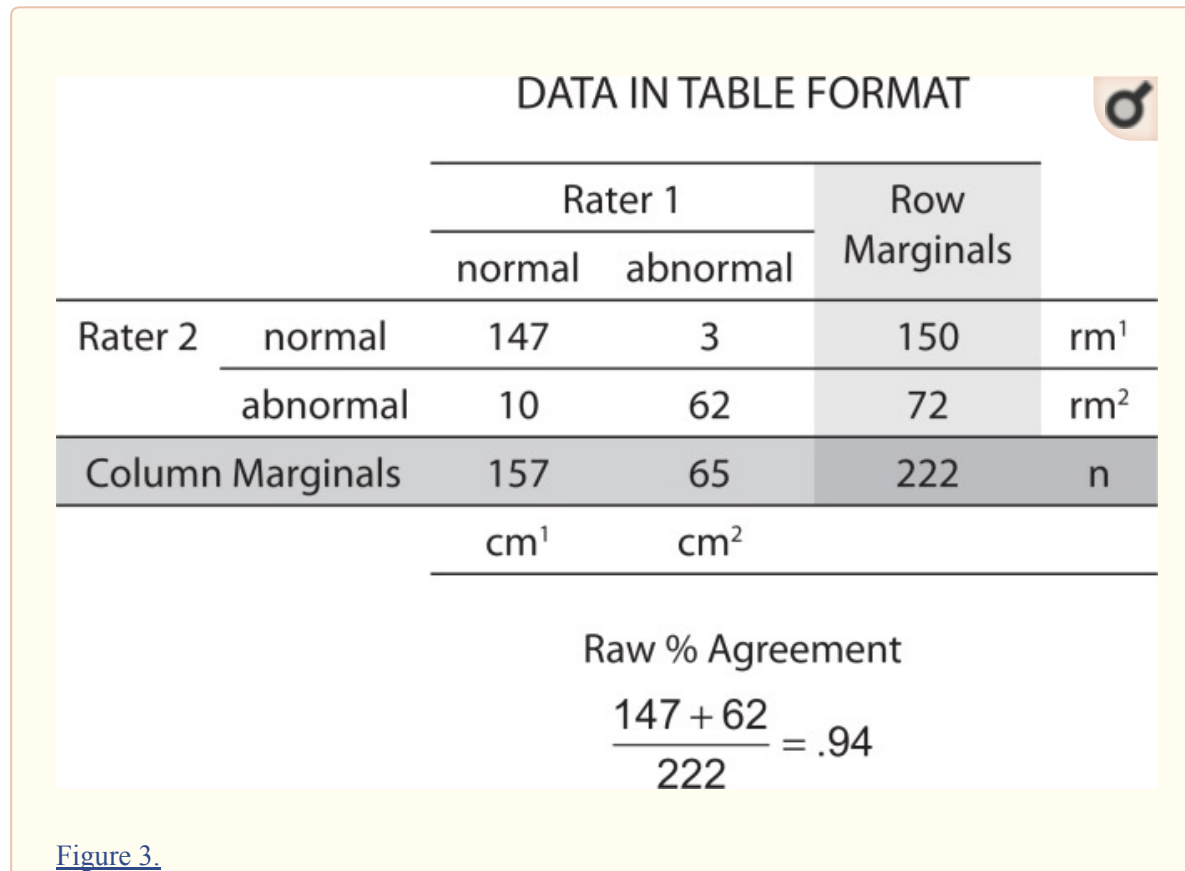 DATA IN TABLE FORMAT
Rater 1 Row Marginals
normal abnormal
Rater 2 normal 147 3 150 rm¹
abnormal 10 62 72 rm²
Column Marginals 157 65 222 n
cm¹ cm²
Raw % Agreement
147 + 62
= .94
222
Figure 3.